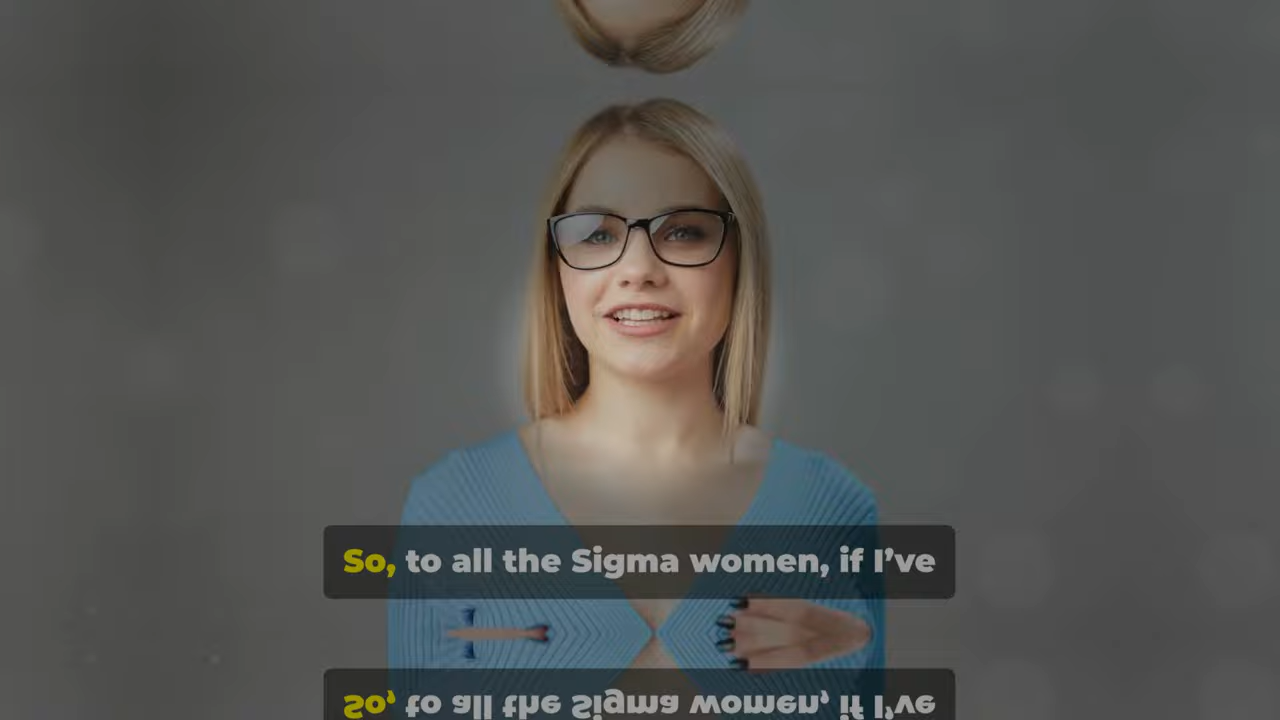 So, to all the Sigma women, if I’ve
So, to all the Sigma women, if I’ve